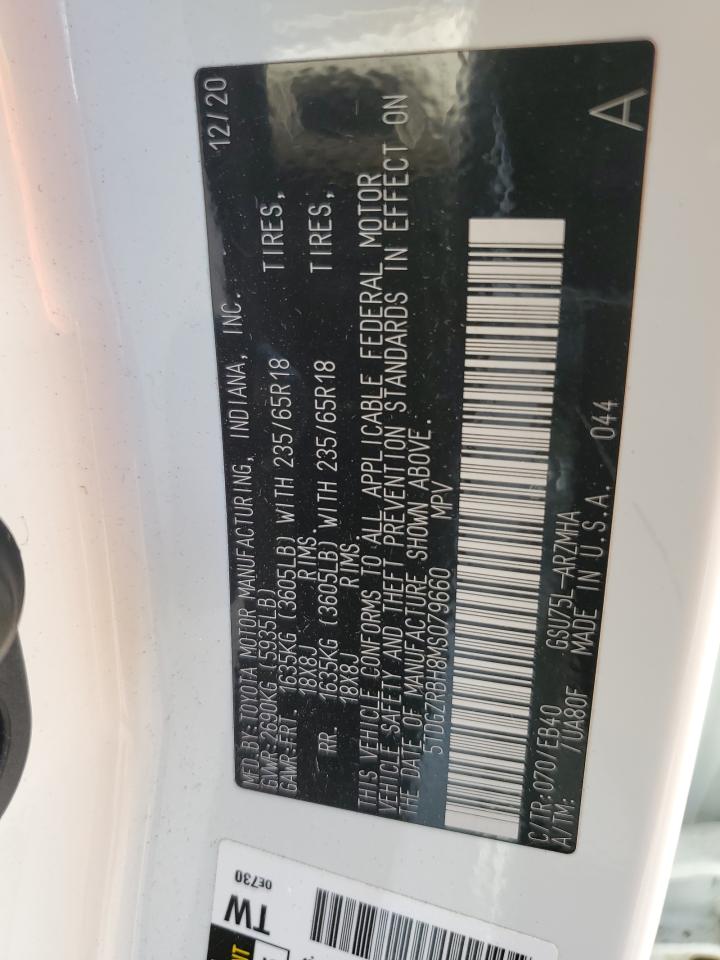 MFD.BY:TOYOTA MOTOR MANUFACTURING, INDIANA, INC. 12/20
GVWR:2690KG (5935LB)
GAWR:FRT 1635KG (3605LB) WITH 235/65R18 TIRES,
18X8J RIMS.
RR. 1635KG (3605LB) WITH 235/65R18 TIRES,
18X8J RIMS.
THIS VEHICLE CONFORMS TO ALL APPLICABLE FEDERAL MOTOR
VEHICLE SAFETY AND THEFT PREVENTION STANDARDS IN EFFECT ON
THE DATE OF MANUFACTURE SHOWN ABOVE.
5TDGZRBH8MS079660 MPV
C/TR:070/EB40 GSU75L-ARZMHA
A/TM: /UA80F MADE IN U.S.A. 044 A
TW
0E730